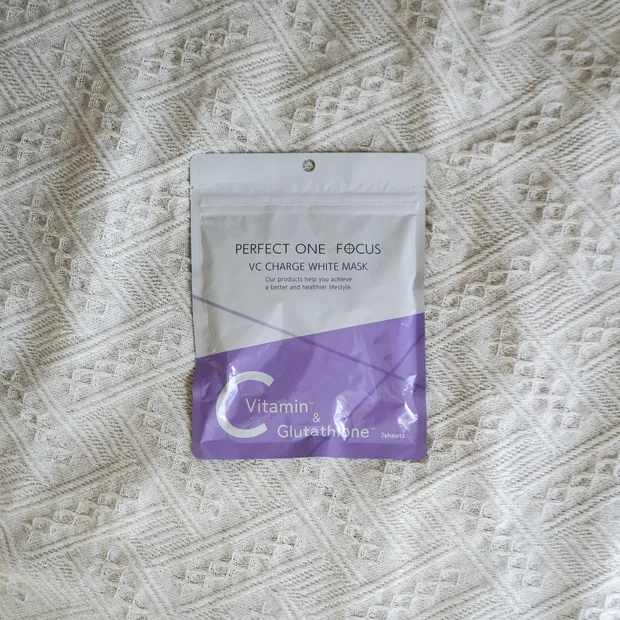 PERFECT ONE FOCUS
VC CHARGE WHITE MASK
Our products help you achieve
a better and healthier lifestyle.
C Vitamin
&
Glutathione
7sheets